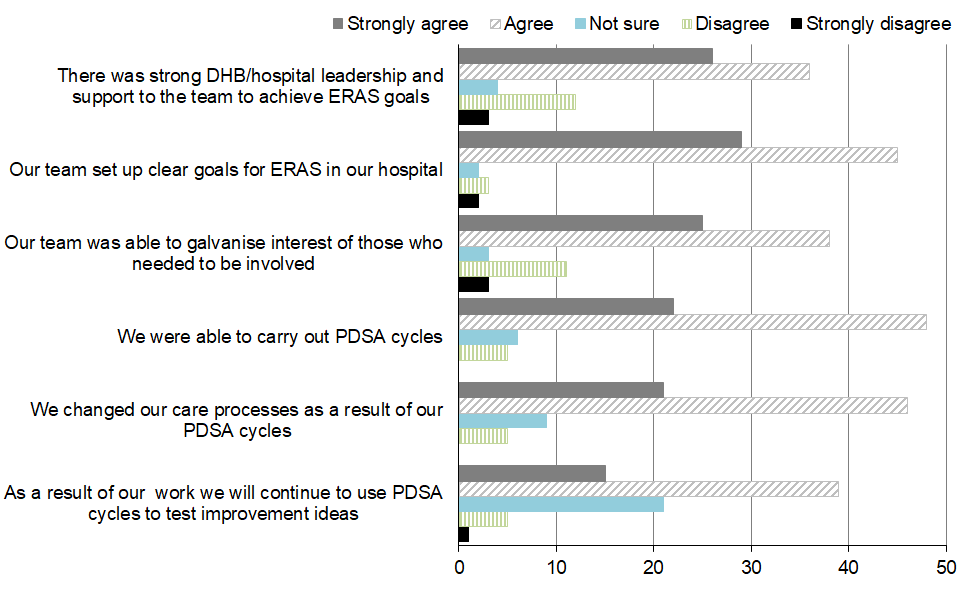 Strongly agree Agree Not sure Disagree Strongly disagree
There was strong DHB/hospital leadership and
support to the team to achieve ERAS goals
Our team set up clear goals for ERAS in our hospital
Our team was able to galvanise interest of those who
needed to be involved
We were able to carry out PDSA cycles
We changed our care processes as a result of our
PDSA cycles
As a result of our  work we will continue to use PDSA
cycles to test improvement ideas
0 10 20 30 40 50